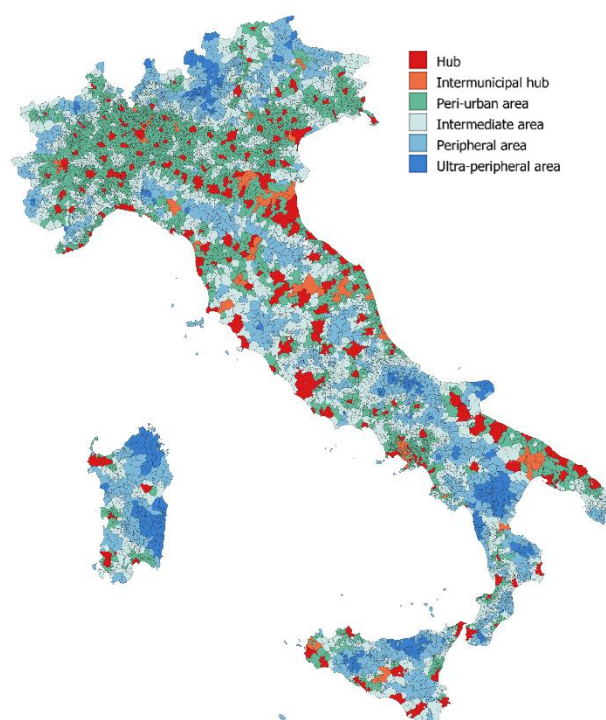 Hub
Intermunicipal hub
Peri-urban area
Intermediate area
Peripheral area
Ultra-peripheral area